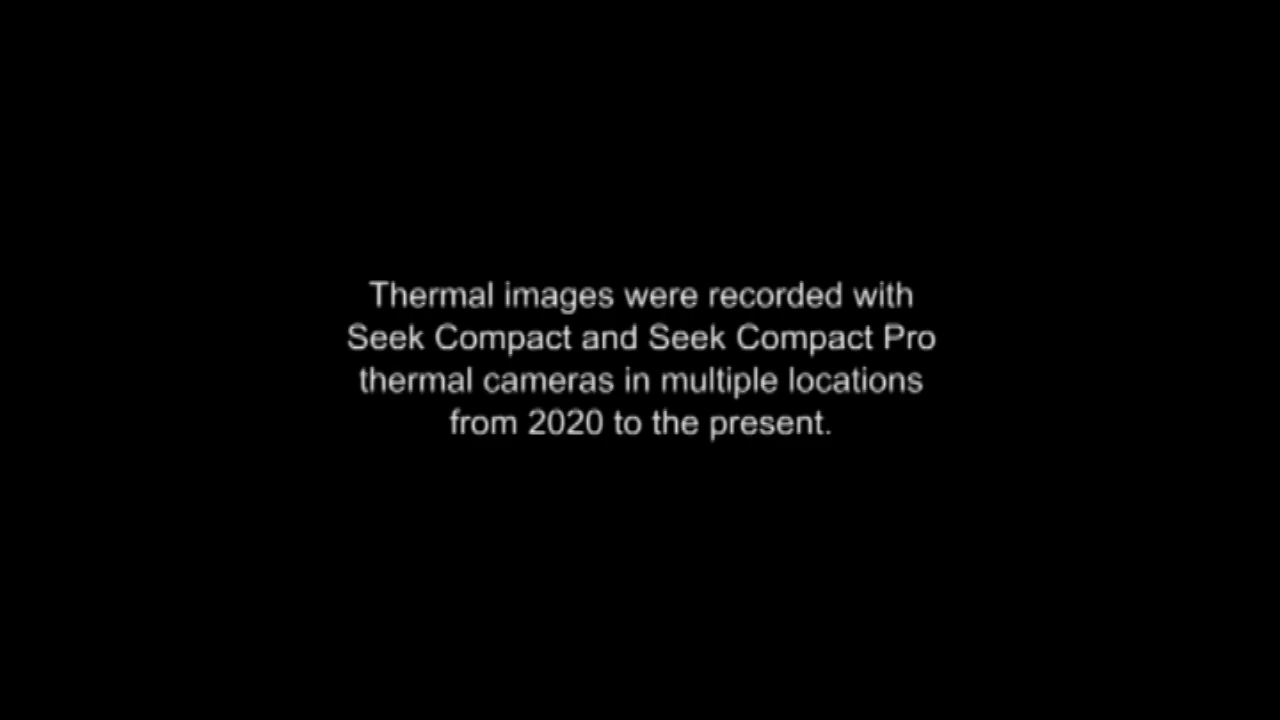 Thermal images were recorded with
Seek Compact and Seek Compact Pro
thermal cameras in multiple locations
from 2020 to the present.